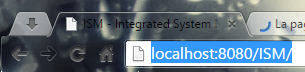 ISM - Integrated System
La pa
localhost:8080/ISM/